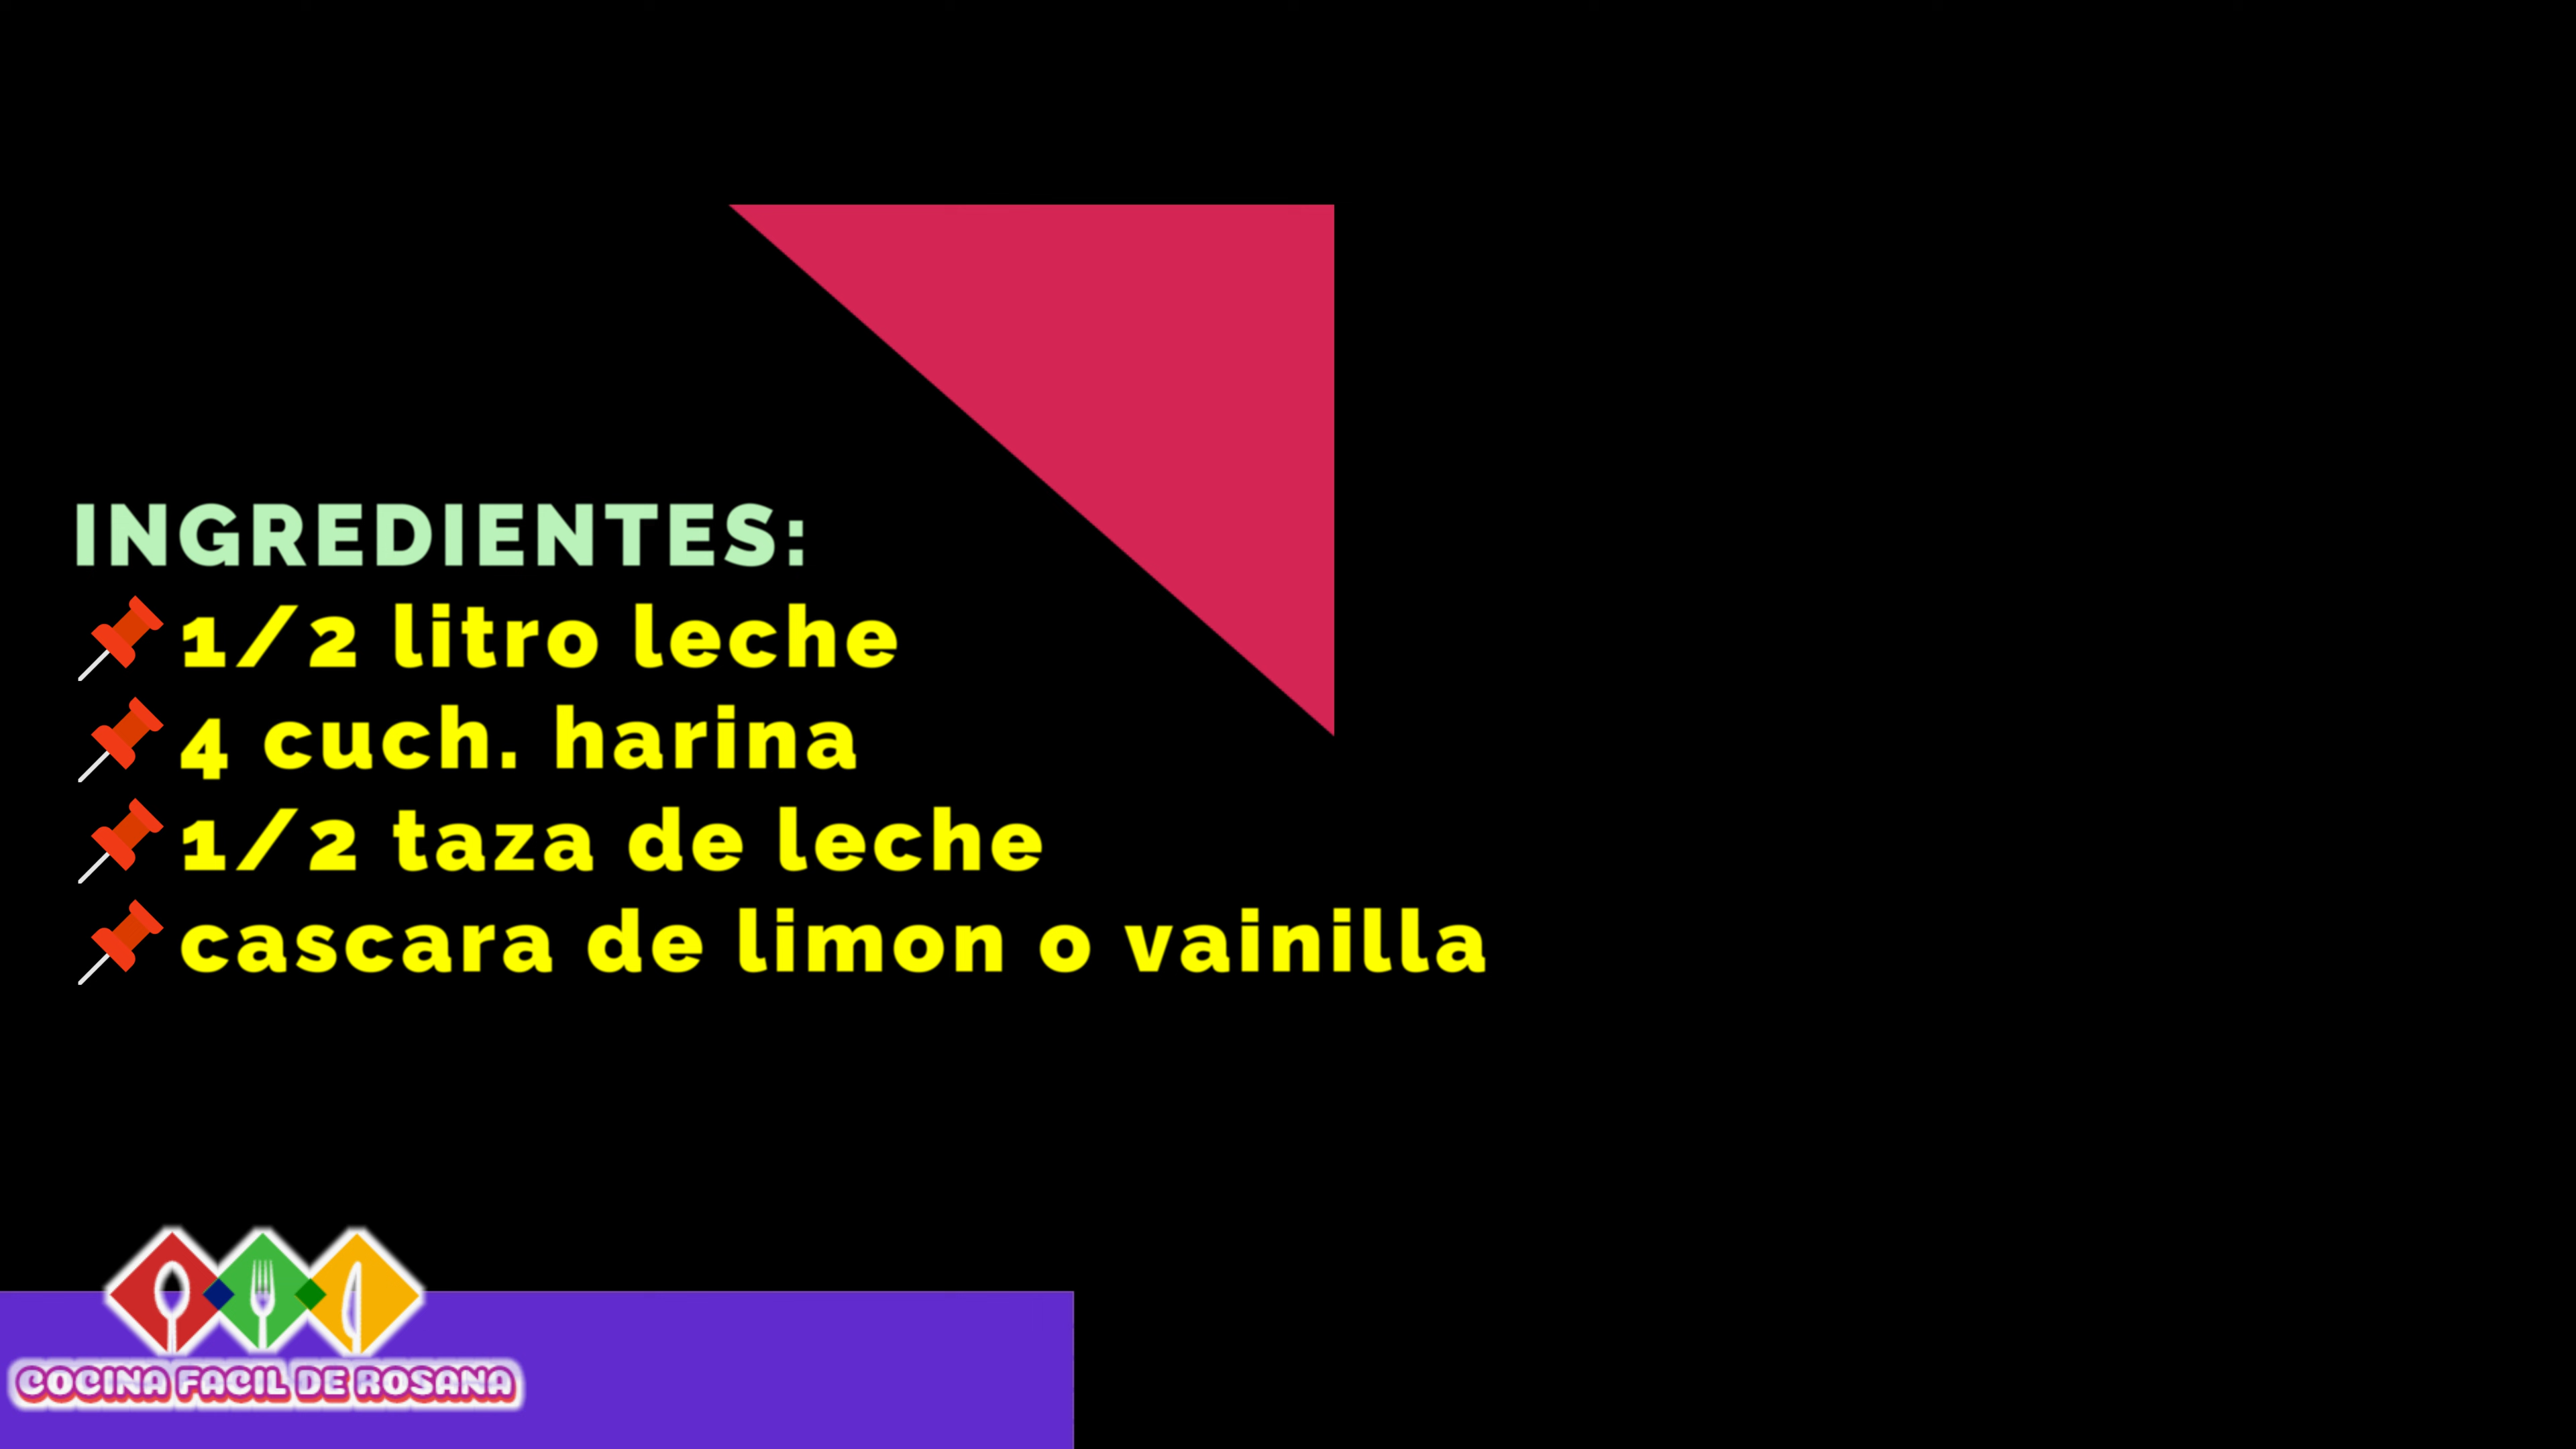 INGREDIENTES:
📌1/2 litro leche
📌4 cuch. harina
📌1/2 taza de leche
📌cascara de limon o vainilla
COCINA FACIL DE ROSANA